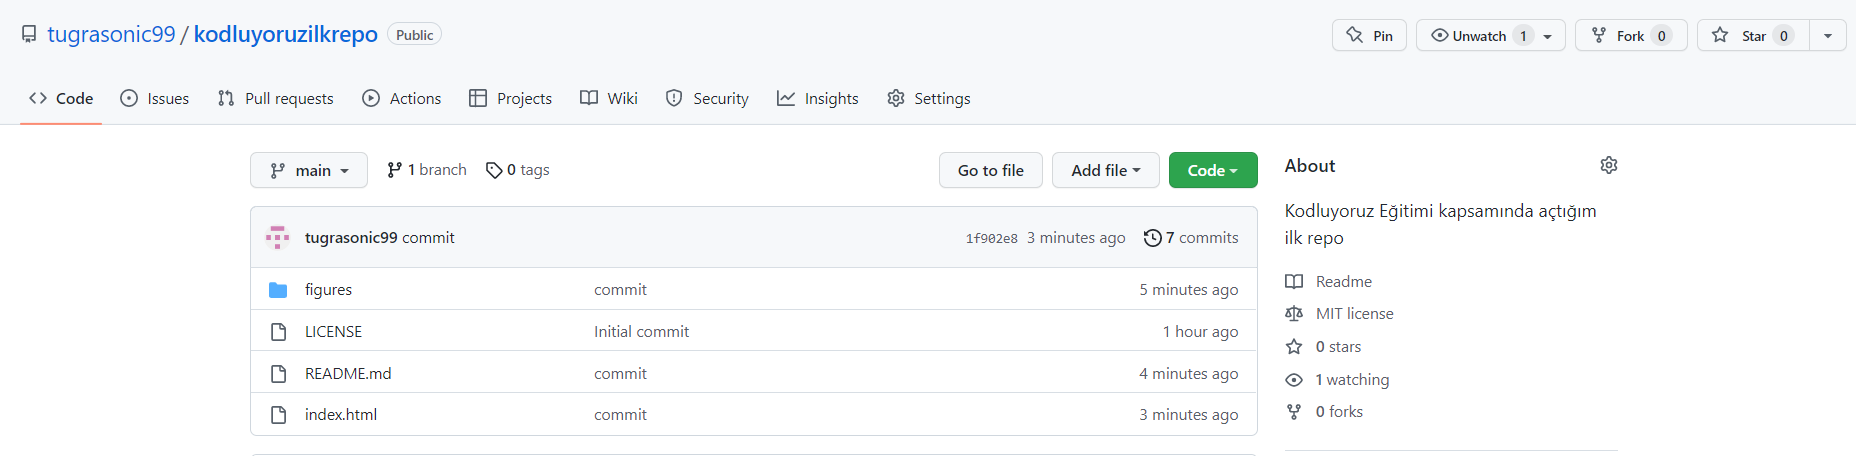 tugrasonic99 / kodluyoruzilkrepo Public
Pin Unwatch 1 Fork 0 Star 0
Code Issues Pull requests Actions Projects Wiki Security Insights Settings
main 1 branch 0 tags Go to file Add file Code
tugrasonic99 commit 1f902e8 3 minutes ago 7 commits
figures commit 5 minutes ago
LICENSE Initial commit 1 hour ago
README.md commit 4 minutes ago
index.html commit 3 minutes ago
About
Kodluyoruz Eğitimi kapsamında açtığım
ilk repo
Readme
MIT license
0 stars
1 watching
0 forks